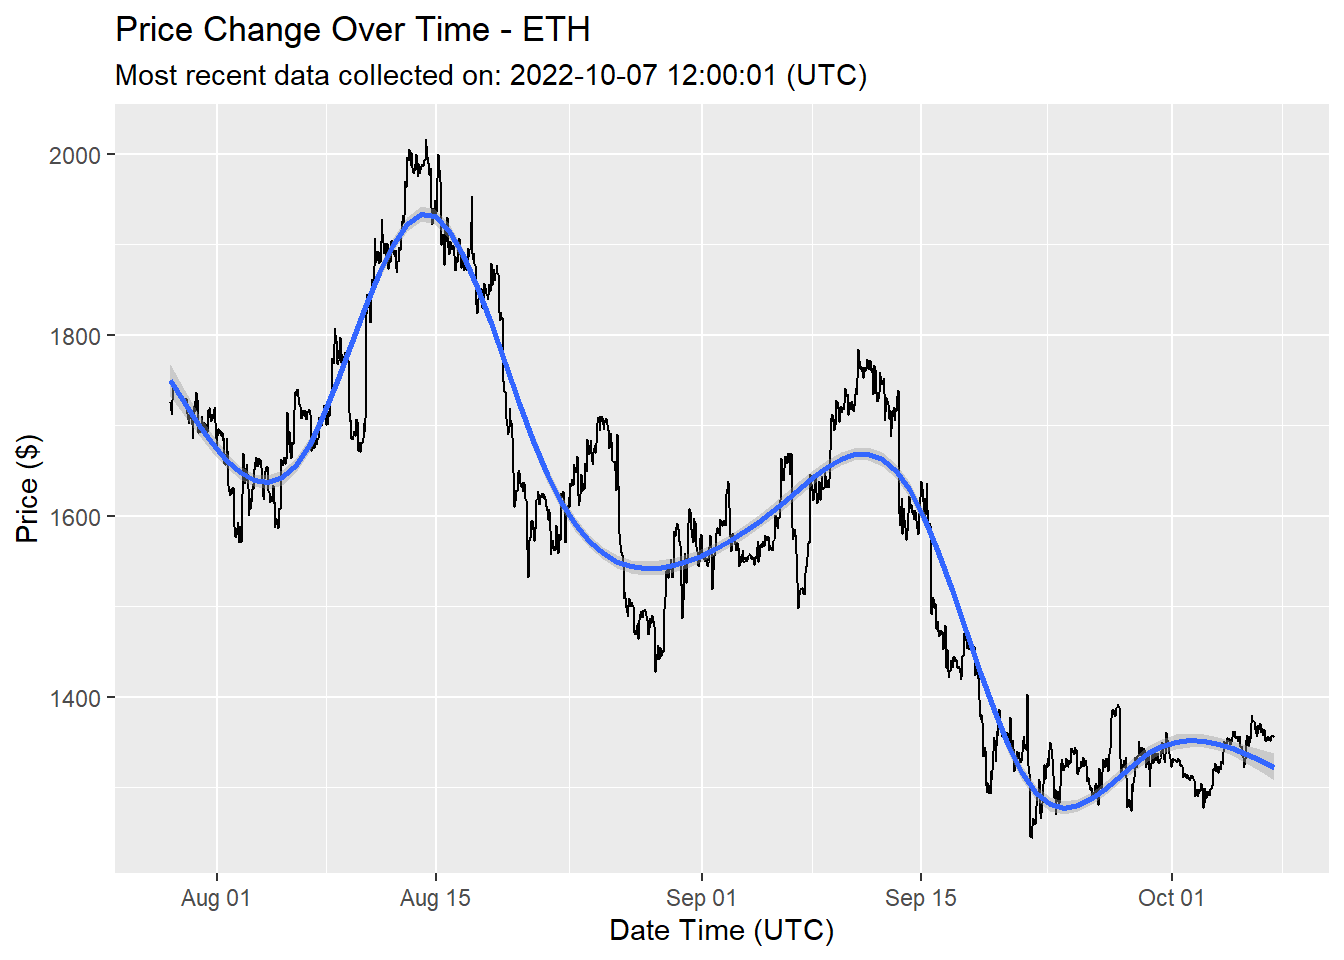 Price Change Over Time - ETH
Most recent data collected on: 2022-10-07 12:00:01 (UTC)
Price ($)
2000
1800
1600
1400
Aug 01
Aug 15
Sep 01
Sep 15
Oct 01
Date Time (UTC)